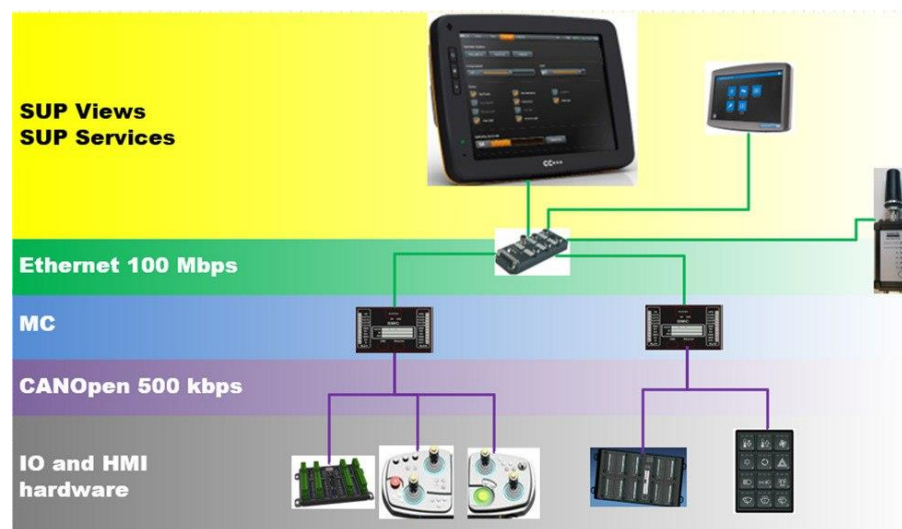 SUP Views
SUP Services
Ethernet 100 Mbps
MC
CANOpen 500 kbps
IO and HMI
hardware